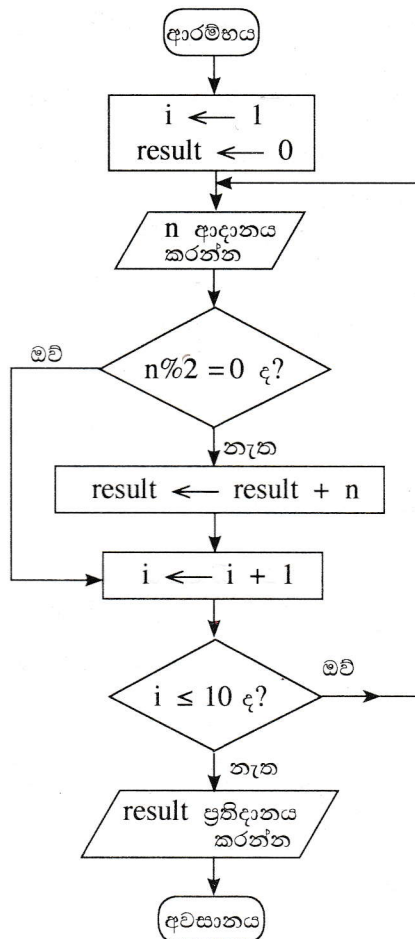 ආරම්භය
i ← 1
result ← 0
n ආදානය
කරන්න
n%2 = 0 ද?
ඔව්
නැත
result ← result + n
i ← i + 1
i ≤ 10 ද?
ඔව්
නැත
result ප්‍රතිදානය
කරන්න
අවසානය